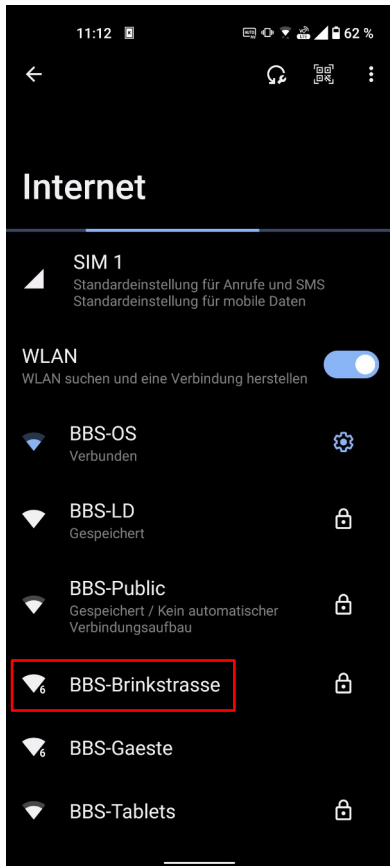 11:12 62 %
Internet
SIM 1
Standardeinstellung für Anrufe und SMS
Standardeinstellung für mobile Daten
WLAN
WLAN suchen und eine Verbindung herstellen
BBS-OS
Verbunden
BBS-LD
Gespeichert
BBS-Public
Gespeichert / Kein automatischer
Verbindungsaufbau
6 BBS-Brinkstrasse
6 BBS-Gaeste
BBS-Tablets